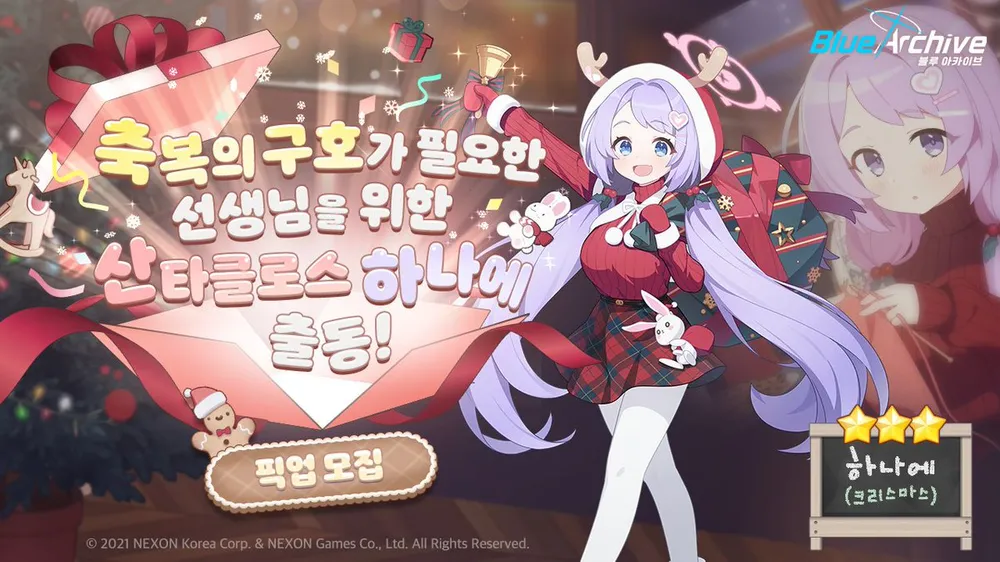 Blue Archive
블루 아카이브
축복의 구호가 필요한
선생님을 위한
산타클로스 하나에
출동!
픽업 모집
하나에
(크리스마스)
© 2021 NEXON Korea Corp. & NEXON Games Co., Ltd. All Rights Reserved.